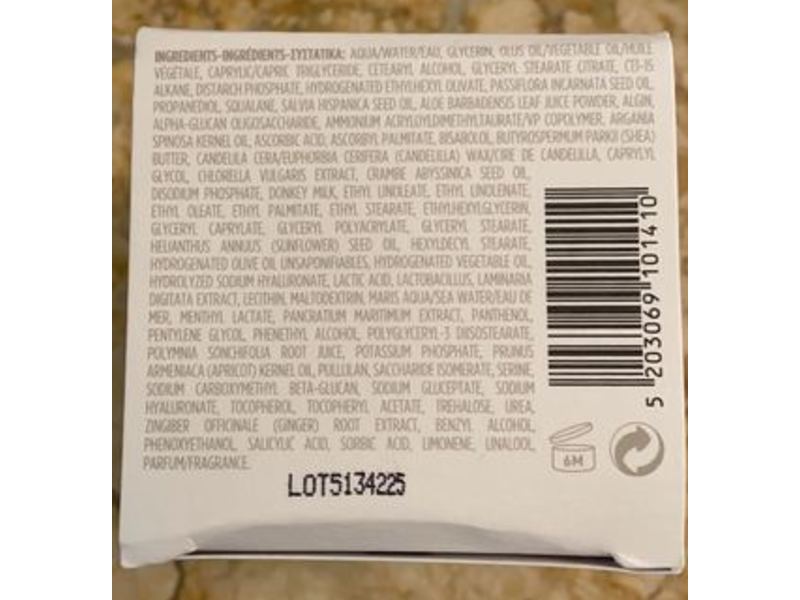 INGREDIENTS-INGRÉDIENTS-ΣΥΣΤΑΤΙΚΑ: AQUA/WATER/EAU, GLYCERIN, OLUS OIL/VEGETABLE OIL/HUILE
VÉGÉTALE, CAPRYLIC/CAPRIC TRIGLYCERIDE, CETEARYL ALCOHOL, GLYCERYL STEARATE CITRATE, C13-15
ALKANE, DISTARCH PHOSPHATE, HYDROGENATED ETHYLHEXYL OLIVATE, PASSIFLORA INCARNATA SEED OIL,
PROPANEDIOL, SQUALANE, SALVIA HISPANICA SEED OIL, ALOE BARBADENSIS LEAF JUICE POWDER, ALGIN,
ALPHA-GLUCAN OLIGOSACCHARIDE, AMMONIUM ACRYLOYLDIMETHYLTAURATE/VP COPOLYMER, ARGANIA
SPINOSA KERNEL OIL, ASCORBIC ACID, ASCORBYL PALMITATE, BISABOLOL, BUTYROSPERMUM PARKII (SHEA)
BUTTER, CANDELILLA CERA/EUPHORBIA CERIFERA (CANDELILLA) WAX/CIRE DE CANDELILLA, CAPRYLYL
GLYCOL, CHLORELLA VULGARIS EXTRACT, CRAMBE ABYSSINICA SEED OIL,
DISODIUM PHOSPHATE, DONKEY MILK, ETHYL LINOLEATE, ETHYL LINOLENATE,
ETHYL OLEATE, ETHYL PALMITATE, ETHYL STEARATE, ETHYLHEXYLGLYCERIN,
GLYCERYL CAPRYLATE, GLYCERYL POLYACRYLATE, GLYCERYL STEARATE,
HELIANTHUS ANNUUS (SUNFLOWER) SEED OIL, HEXYLDECYL STEARATE,
HYDROGENATED OLIVE OIL UNSAPONIFIABLES, HYDROGENATED VEGETABLE OIL,
HYDROLYZED SODIUM HYALURONATE, LACTIC ACID, LACTOBACILLUS, LAMINARIA
DIGITATA EXTRACT, LECITHIN, MALTODEXTRIN, MARIS AQUA/SEA WATER/EAU DE
MER, MENTHYL LACTATE, PANCRATIUM MARITIMUM EXTRACT, PANTHENOL,
PENTYLENE GLYCOL, PHENETHYL ALCOHOL, POLYGLYCERYL-3 DIISOSTEARATE,
POLYMNIA SONCHIFOLIA ROOT JUICE, POTASSIUM PHOSPHATE, PRUNUS
ARMENIACA (APRICOT) KERNEL OIL, PULLULAN, SACCHARIDE ISOMERATE, SERINE,
SODIUM CARBOXYMETHYL BETA-GLUCAN, SODIUM GLUCEPTATE, SODIUM
HYALURONATE, TOCOPHEROL, TOCOPHERYL ACETATE, TREHALOSE, UREA,
ZINGIBER OFFICINALE (GINGER) ROOT EXTRACT, BENZYL ALCOHOL,
PHENOXYETHANOL, SALICYLIC ACID, SORBIC ACID, LIMONENE, LINALOOL,
PARFUM/FRAGRANCE.
5 203069 101410
6M
LOT5134225